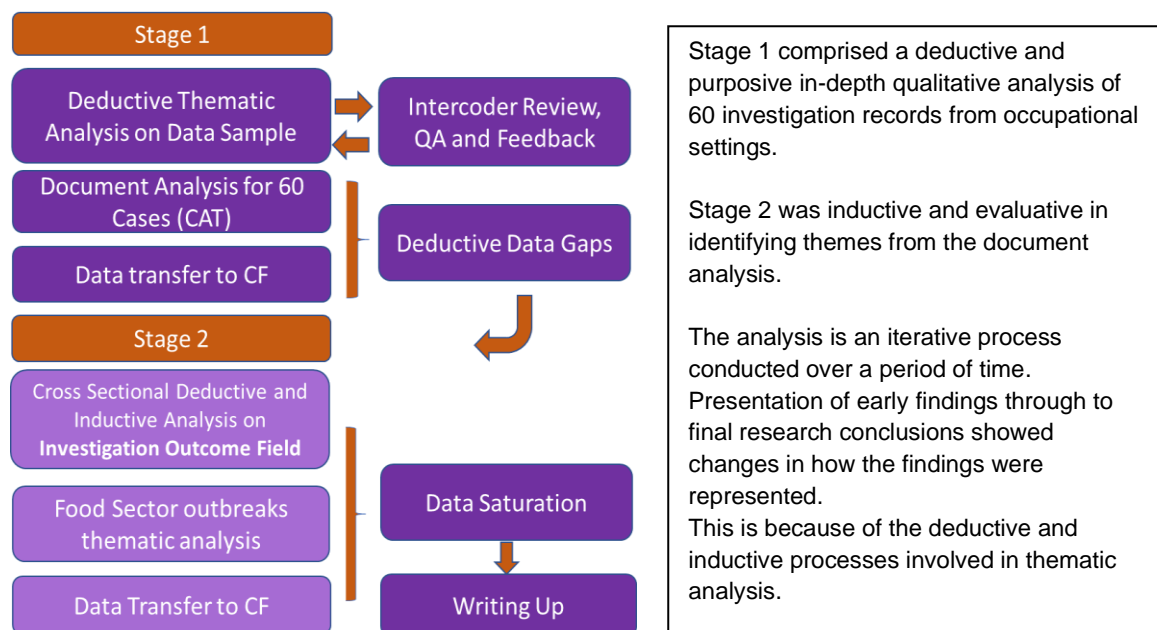 Stage 1
Deductive Thematic
Analysis on Data Sample
Intercoder Review,
QA and Feedback
Document Analysis for 60
Cases (CAT)
Data transfer to CF
Deductive Data Gaps
Stage 2
Cross Sectional Deductive and
Inductive Analysis on
Investigation Outcome Field
Food Sector outbreaks
thematic analysis
Data Transfer to CF
Data Saturation
Writing Up
Stage 1 comprised a deductive and
purposive in-depth qualitative analysis of
60 investigation records from occupational
settings.
Stage 2 was inductive and evaluative in
identifying themes from the document
analysis.
The analysis is an iterative process
conducted over a period of time.
Presentation of early findings through to
final research conclusions showed
changes in how the findings were
represented.
This is because of the deductive and
inductive processes involved in thematic
analysis.